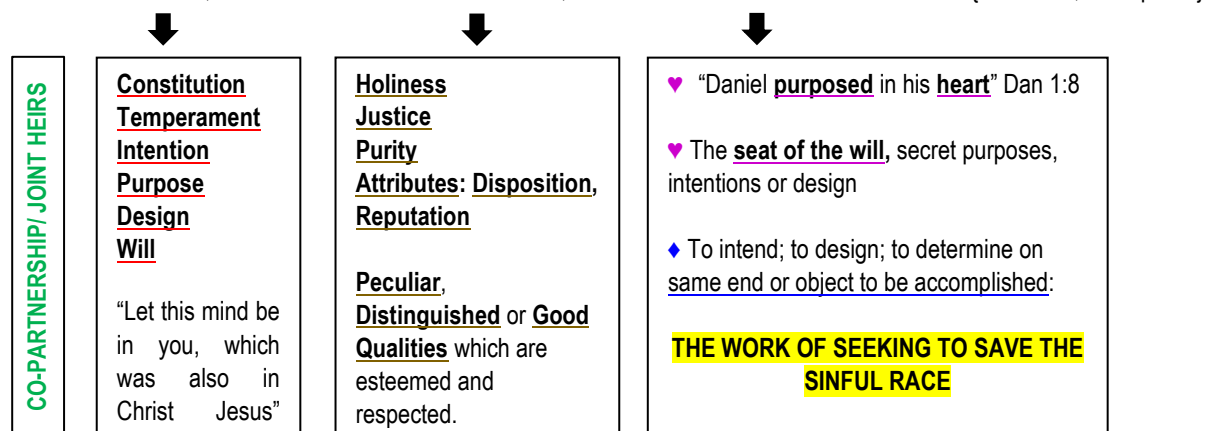 CO-PARTNERSHIP/ JOINT HEIRS
Constitution
Temperament
Intention
Purpose
Design
Will
“Let this mind be
in you, which
was also in
Christ Jesus”
Holiness
Justice
Purity
Attributes: Disposition,
Reputation
Peculiar,
Distinguished or Good
Qualities which are
esteemed and
respected.
♥ “Daniel purposed in his heart” Dan 1:8
♥ The seat of the will, secret purposes,
intentions or design
♦ To intend; to design; to determine on
same end or object to be accomplished:
THE WORK OF SEEKING TO SAVE THE
SINFUL RACE